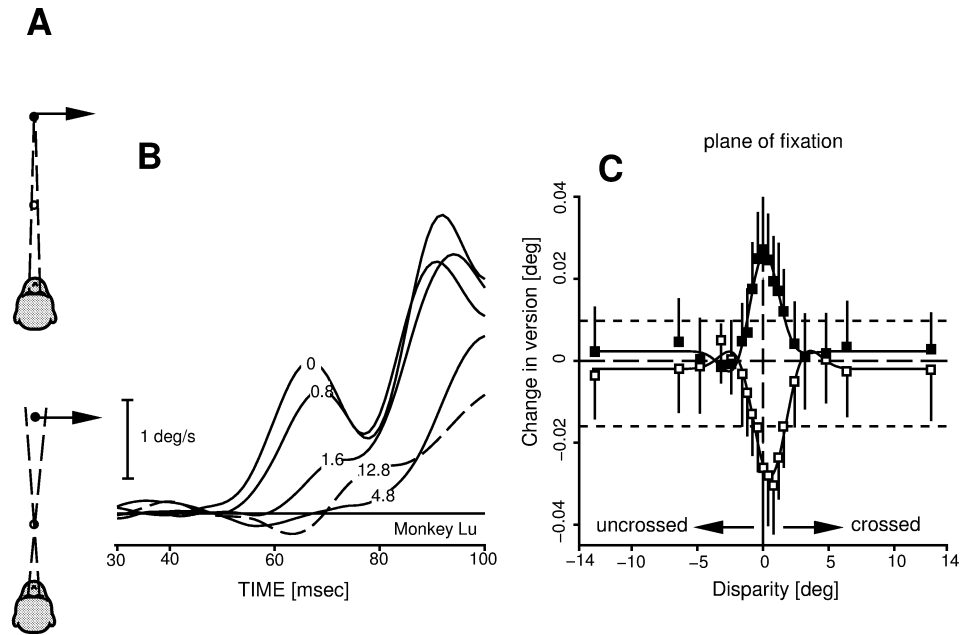 A
B
0
0.8
1.6
12.8
4.8
1 deg/s
Monkey Lu
30 40 60 80 100
TIME [msec]
plane of fixation
C
0.04
0.02
0
−0.02
−0.04
Change in version [deg]
uncrossed crossed
−14 −10 −5 0 5 10 14
Disparity [deg]